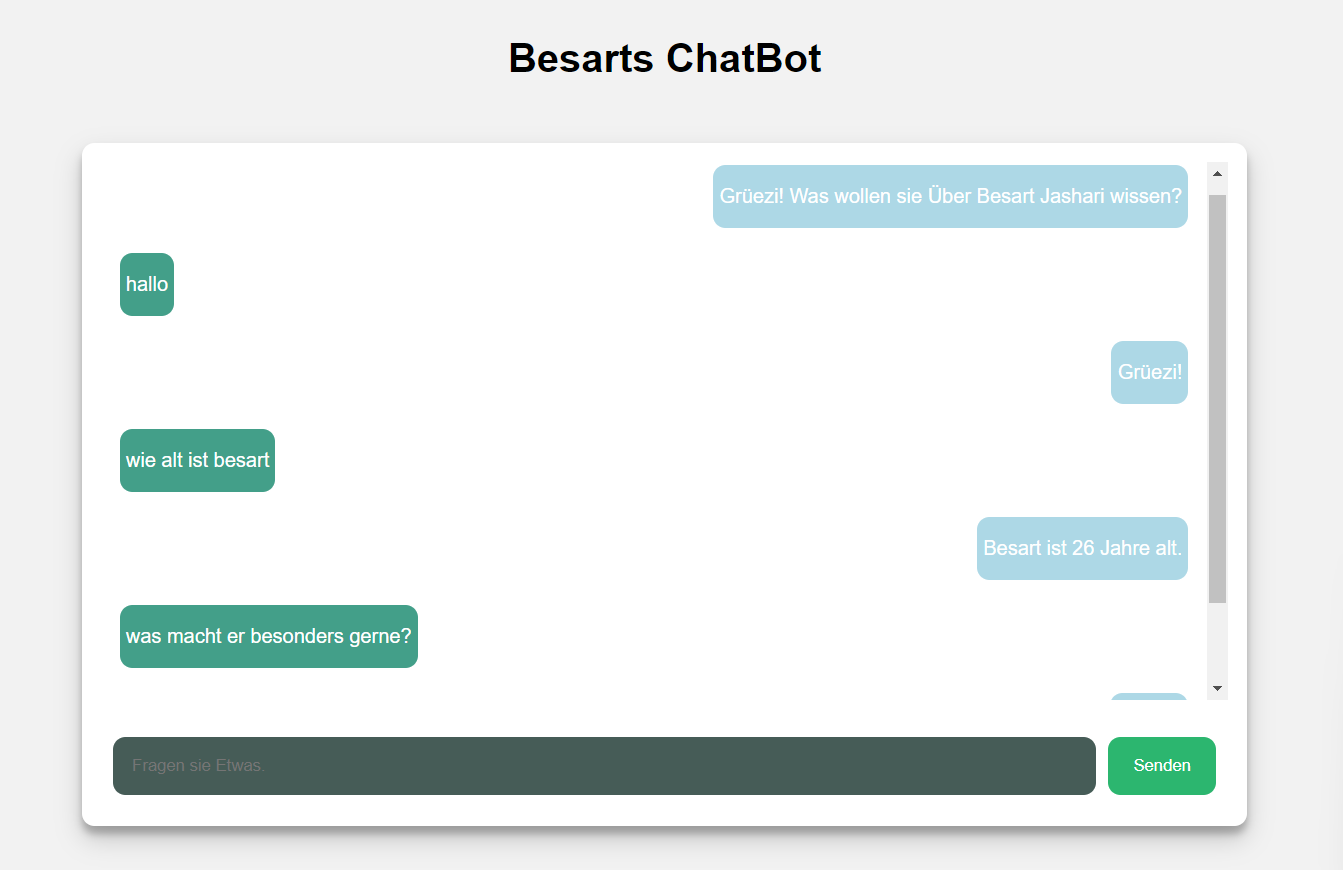 Besarts ChatBot
Grüezi! Was wollen sie Über Besart Jashari wissen?
hallo
Grüezi!
wie alt ist besart
Besart ist 26 Jahre alt.
was macht er besonders gerne?
Fragen sie Etwas.
Senden